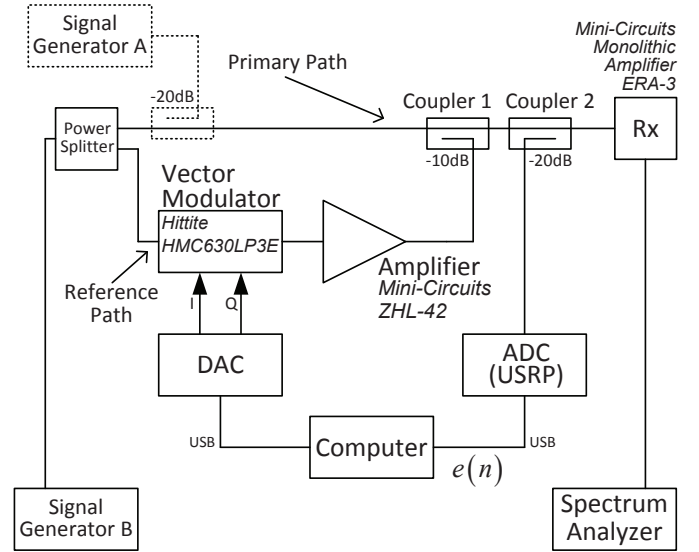 Signal
Generator A
-20dB
Primary Path
Mini-Circuits
Monolithic
Amplifier
ERA-3
Coupler 1
Coupler 2
Rx
Power
Splitter
-10dB
-20dB
Vector
Modulator
Hittite
HMC630LP3E
Reference
Path
I
Q
Amplifier
Mini-Circuits
ZHL-42
DAC
ADC
(USRP)
USB
Computer
USB
e(n)
Signal
Generator B
Spectrum
Analyzer